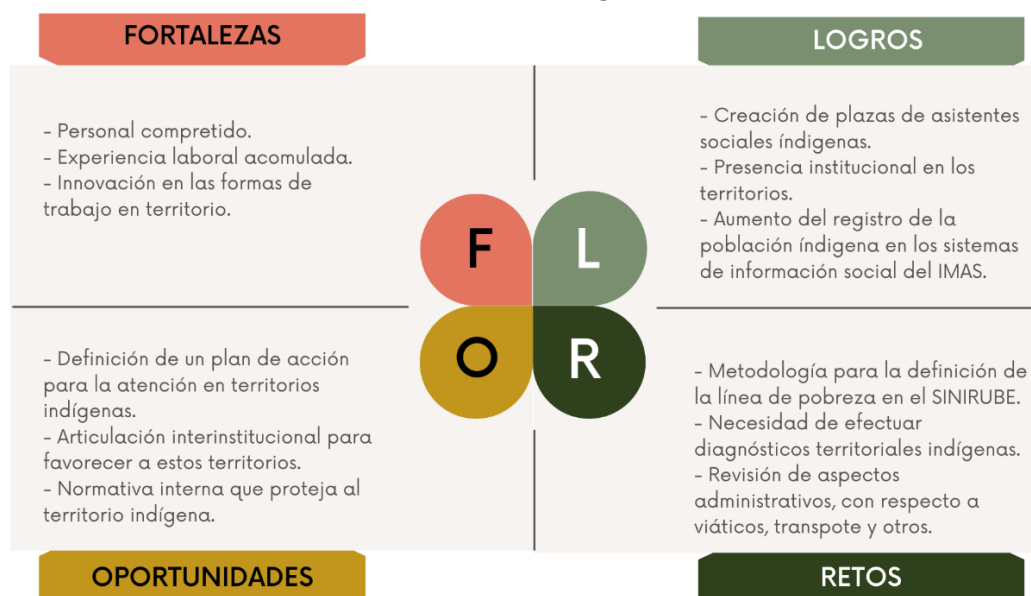 FORTALEZAS
- Personal compretido.
- Experiencia laboral acumulada.
- Innovación en las formas de
trabajo en territorio.
LOGROS
- Creación de plazas de asistentes
sociales índigenas.
- Presencia institucional en los
territorios.
- Aumento del registro de la
población índigena en los sistemas
de información social del IMAS.
F
L
O
R
- Definición de un plan de acción
para la atención en territorios
indígenas.
- Articulación interinstitucional para
favorecer a estos territorios.
- Normativa interna que proteja al
territorio indígena.
OPORTUNIDADES
- Metodología para la definición de
la línea de pobreza en el SINIRUBE.
- Necesidad de efectuar
diagnósticos territoriales indígenas.
- Revisión de aspectos
administrativos, con respecto a
viáticos, transpote y otros.
RETOS